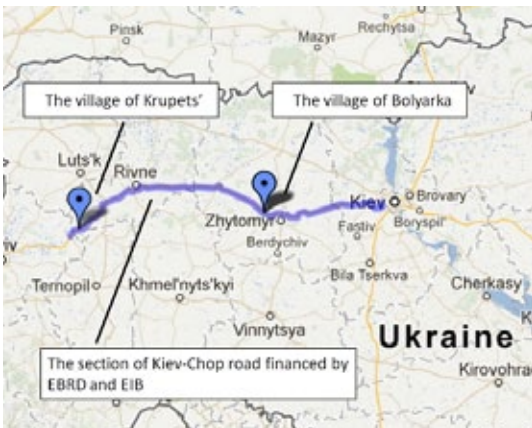 Pinsk
Mazyr
Rechytsa
The village of Krupets'
The village of Bolyarka
Luts'k
Rivne
Kiev
Brovary
Zhytomyr
Boryspil'
Fastiv
Berdychiv
iv
Ternopil
Khmel'nyts'kyi
Bila Tserkva
Cherkasy
Vinnytsya
Ukraine
K
The section of Kiev-Chop road financed by
EBRD and EIB
Kirovohra